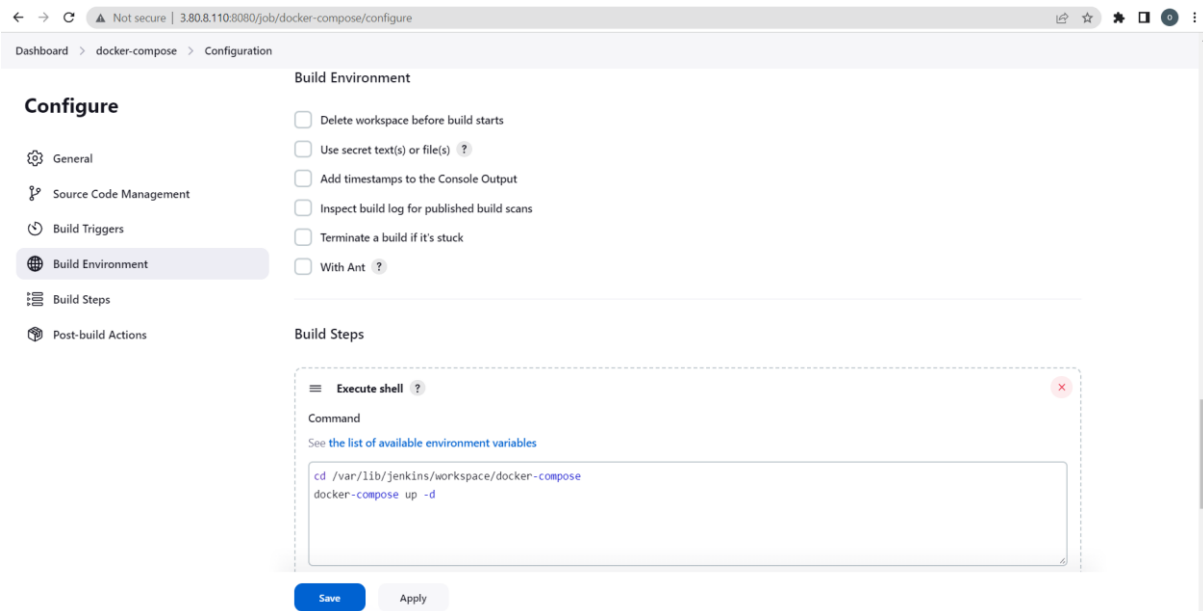 Not secure | 3.80.8.110:8080/job/docker-compose/configure
O
Dashboard > docker-compose > Configuration
Configure
General
Source Code Management
Build Triggers
Build Environment
Build Steps
Post-build Actions
Build Environment
Delete workspace before build starts
Use secret text(s) or file(s) ?
Add timestamps to the Console Output
Inspect build log for published build scans
Terminate a build if it's stuck
With Ant ?
Build Steps
Execute shell ?
Command
See the list of available environment variables
cd /var/lib/jenkins/workspace/docker-compose
docker-compose up -d
Save
Apply